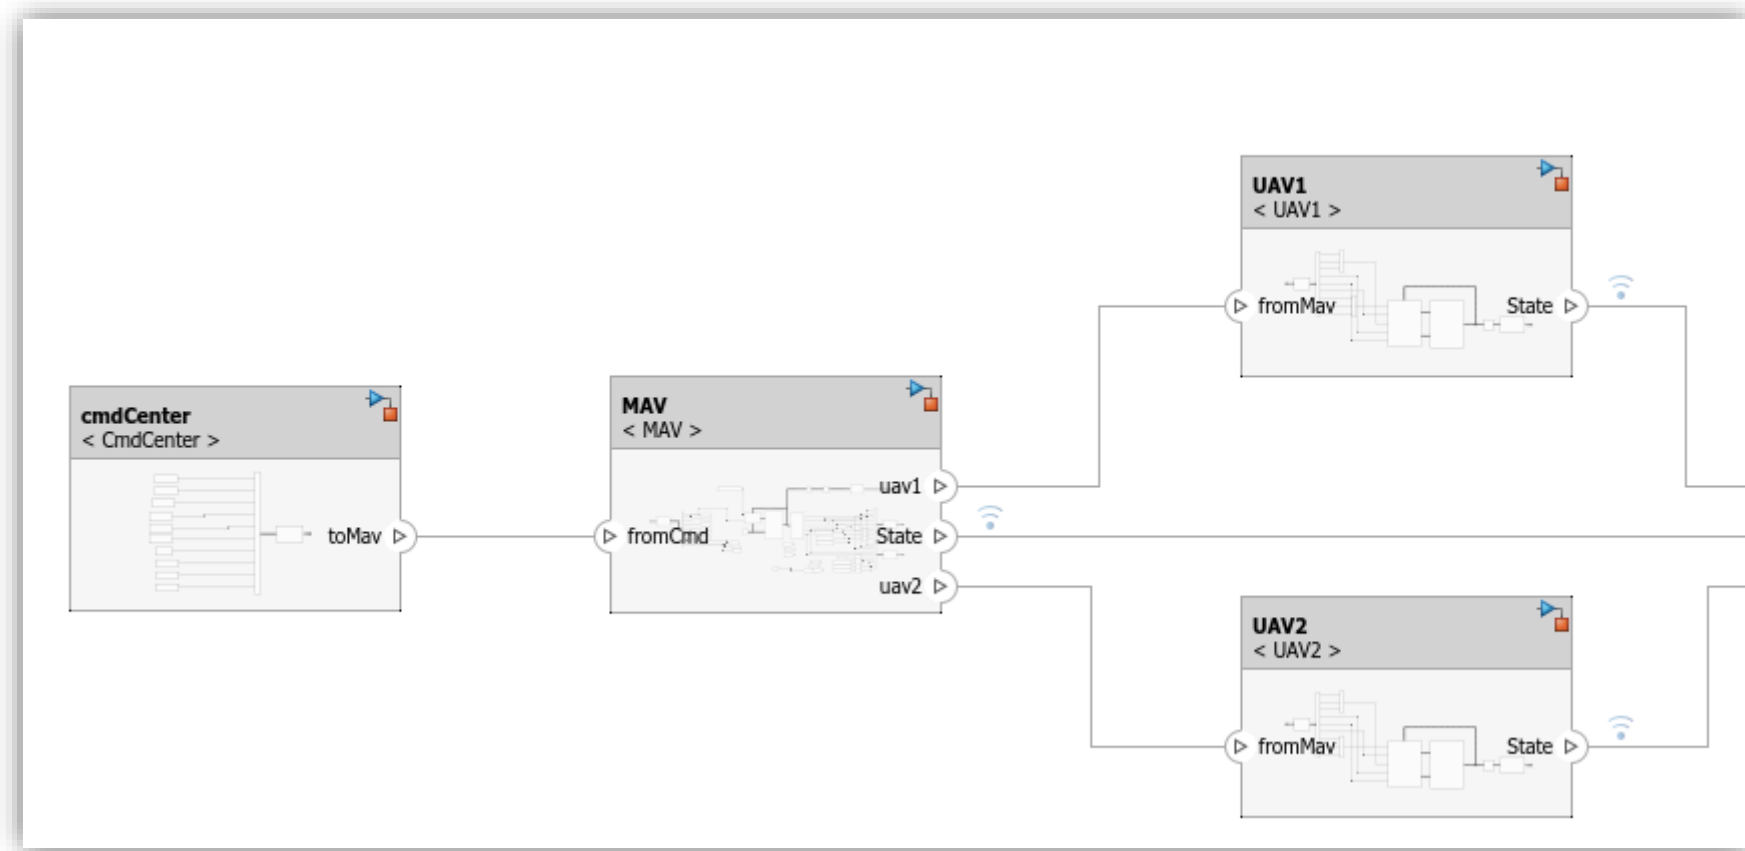 UAV1
< UAV1 >
fromMav
State
cmdCenter
< CmdCenter >
toMav
MAV
< MAV >
fromCmd
uav1
State
uav2
UAV2
< UAV2 >
fromMav
State